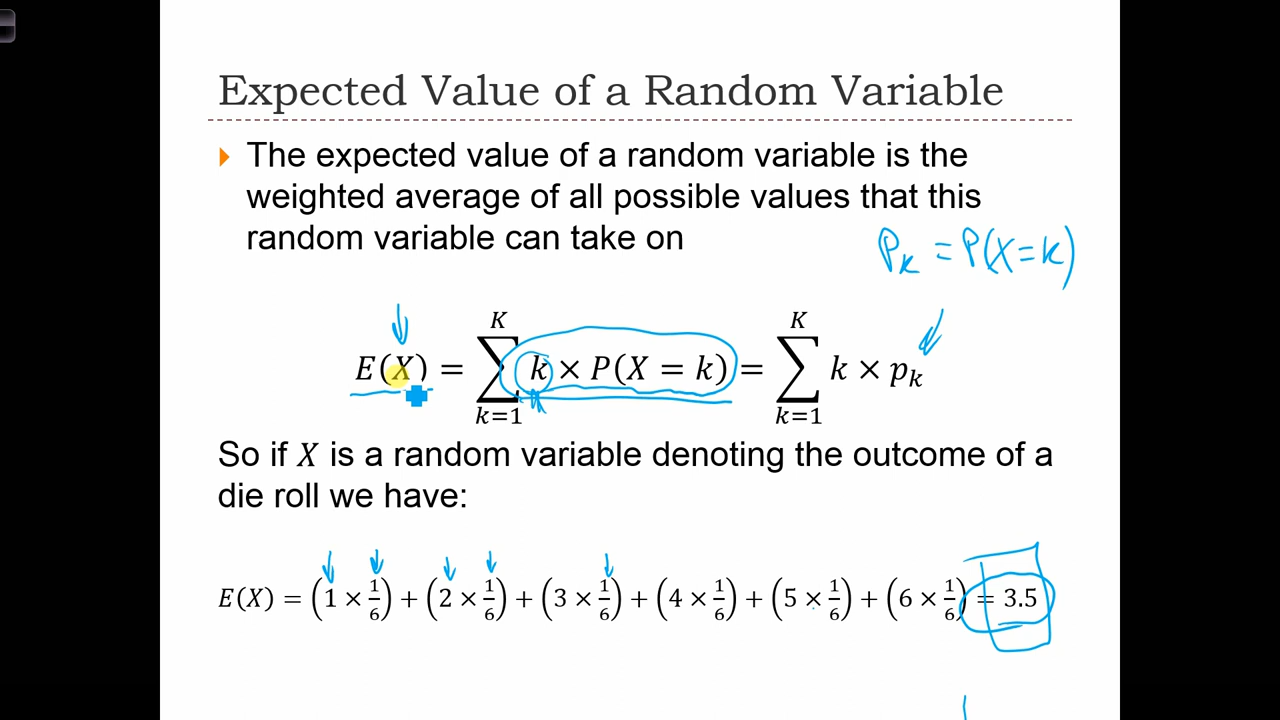 Expected Value of a Random Variable
The expected value of a random variable is the
weighted average of all possible values that this
random variable can take on
P_k = P(X=k)
E(X) = ∑_{k=1}^{K} k × P(X = k) = ∑_{k=1}^{K} k × p_k
So if X is a random variable denoting the outcome of a
die roll we have:
E(X) = (1 × 1/6) + (2 × 1/6) + (3 × 1/6) + (4 × 1/6) + (5 × 1/6) + (6 × 1/6) = 3.5